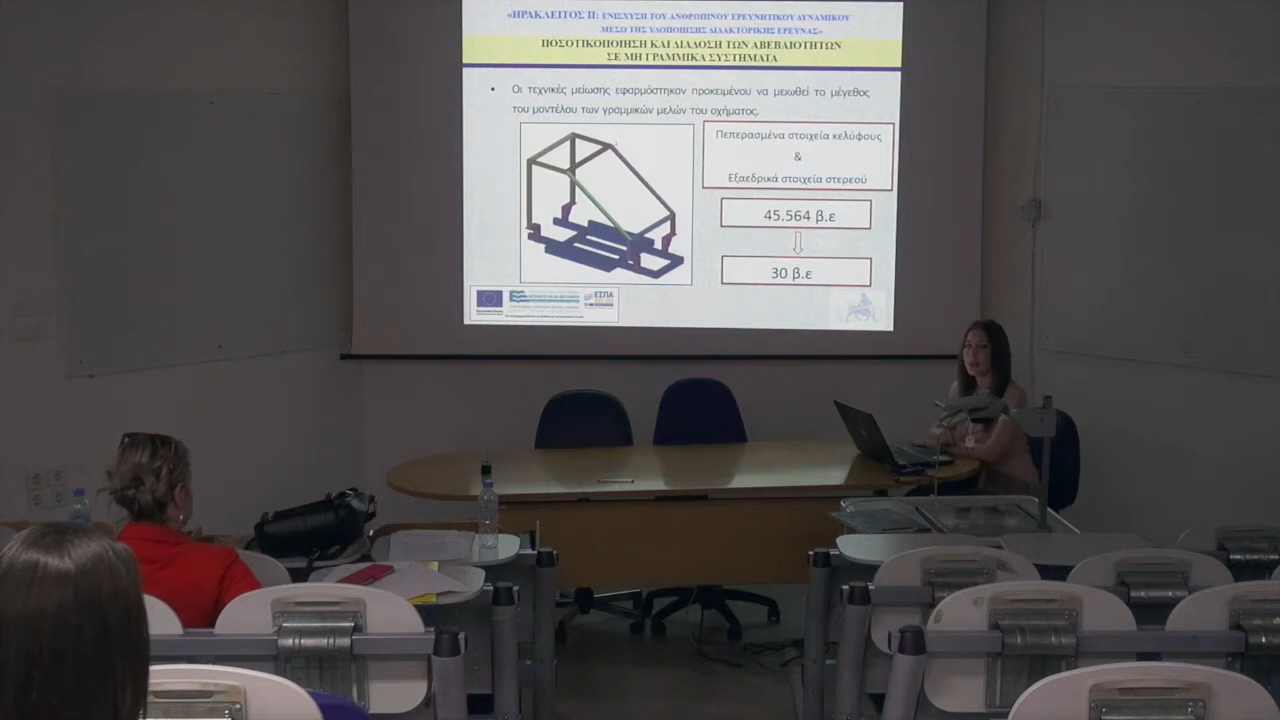 «ΗΡΑΚΛΕΙΤΟΣ ΙΙ: ΕΝΙΣΧΥΣΗ ΤΟΥ ΑΝΘΡΩΠΙΝΟΥ ΕΡΕΥΝΗΤΙΚΟΥ ΔΥΝΑΜΙΚΟΥ
ΜΕΣΩ ΤΗΣ ΥΛΟΠΟΙΗΣΗΣ ΔΙΔΑΚΤΟΡΙΚΗΣ ΕΡΕΥΝΑΣ»
ΠΟΣΟΤΙΚΟΠΟΙΗΣΗ ΚΑΙ ΔΙΑΔΟΣΗ ΤΩΝ ΑΒΕΒΑΙΟΤΗΤΩΝ
ΣΕ ΜΗ ΓΡΑΜΜΙΚΑ ΣΥΣΤΗΜΑΤΑ
• Οι τεχνικές μείωσης εφαρμόστηκαν προκειμένου να μειωθεί το μέγεθος
του μοντέλου των γραμμικών μελών του οχήματος.
Πεπερασμένα στοιχεία κελύφους
&
Εξαεδρικά στοιχεία στερεού
45.564 β.ε
30 β.ε
ΕΣΠΑ